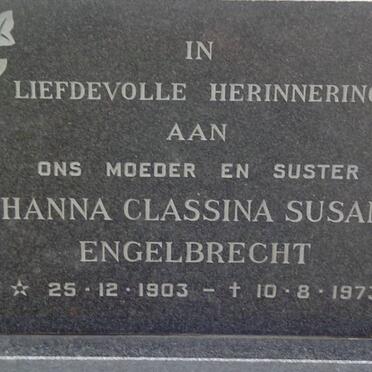 IN
LIEFDEVOLLE HERINNERING
AAN
ONS MOEDER EN SUSTER
HANNA CLASSINA SUSAN
ENGELBRECHT
☆ 25·12·1903 – † 10·8·1973